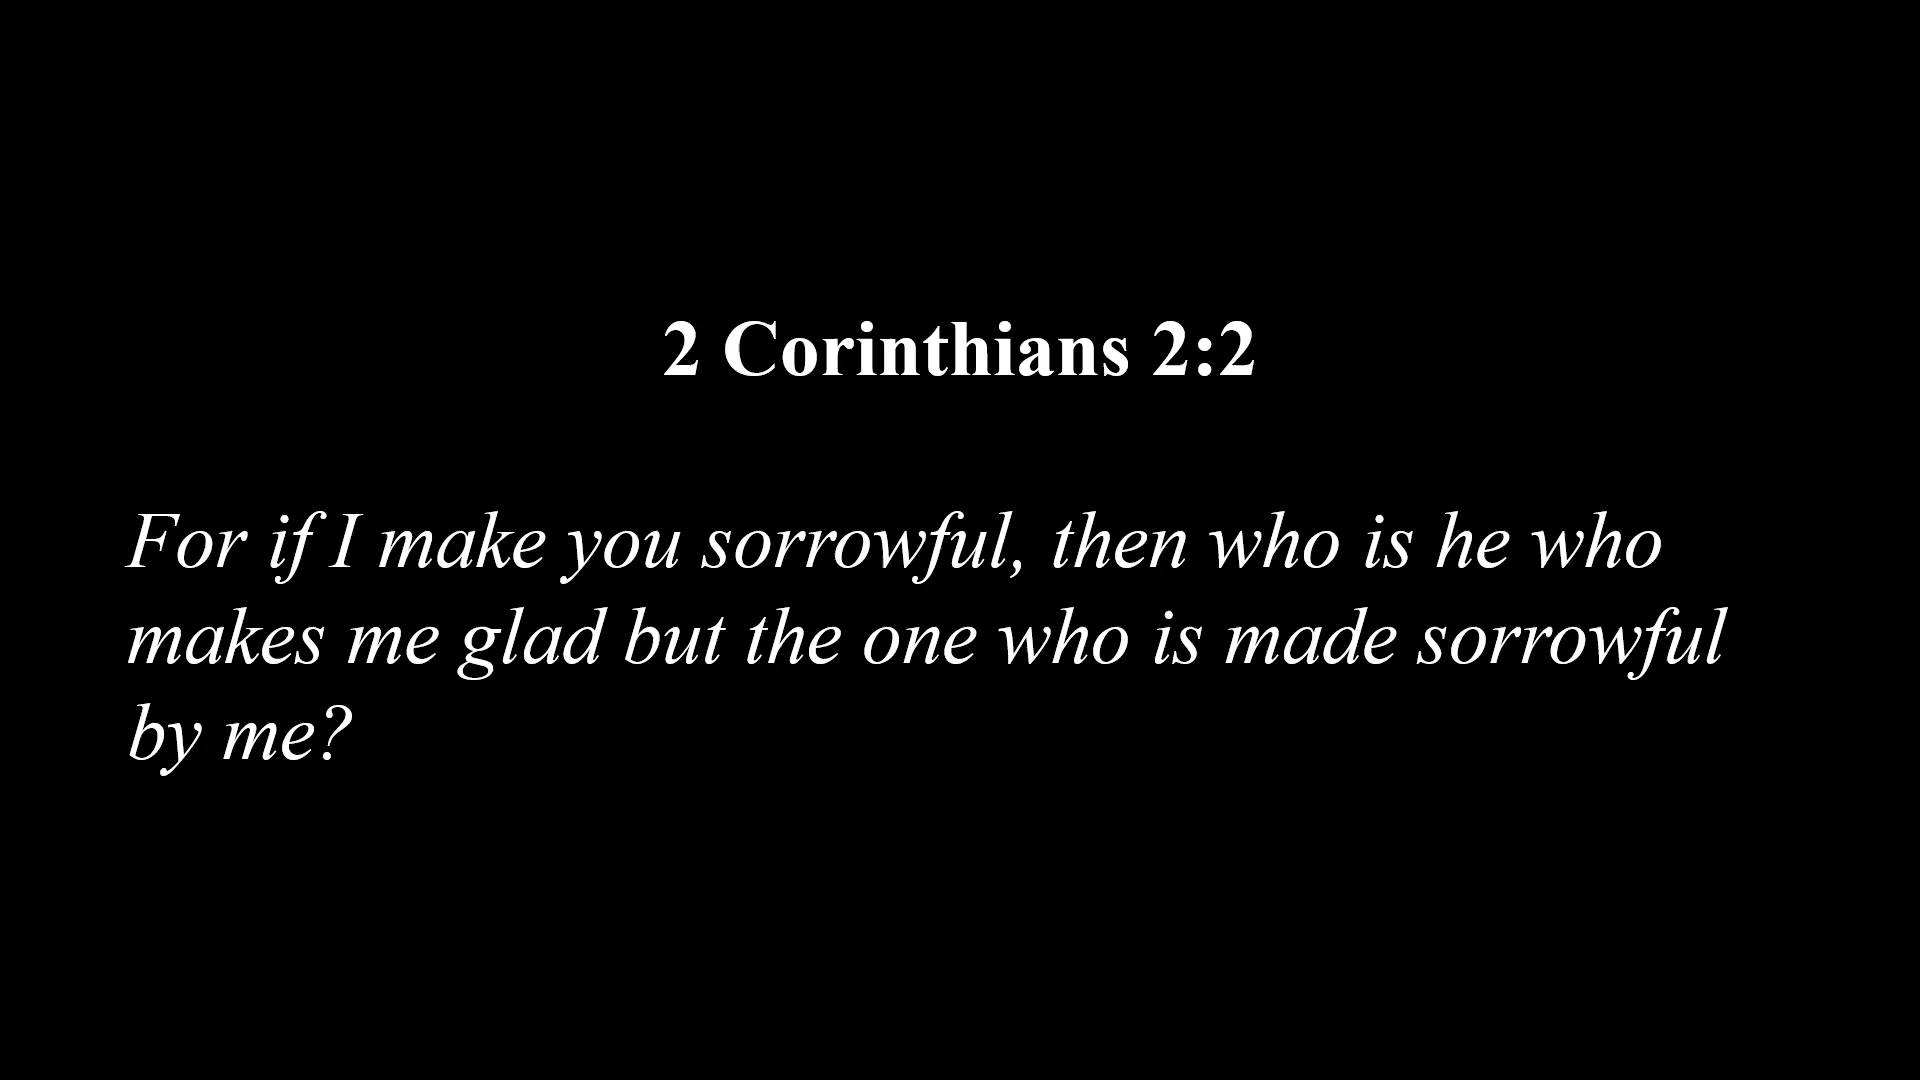 2 Corinthians 2:2
For if I make you sorrowful, then who is he who
makes me glad but the one who is made sorrowful
by me?